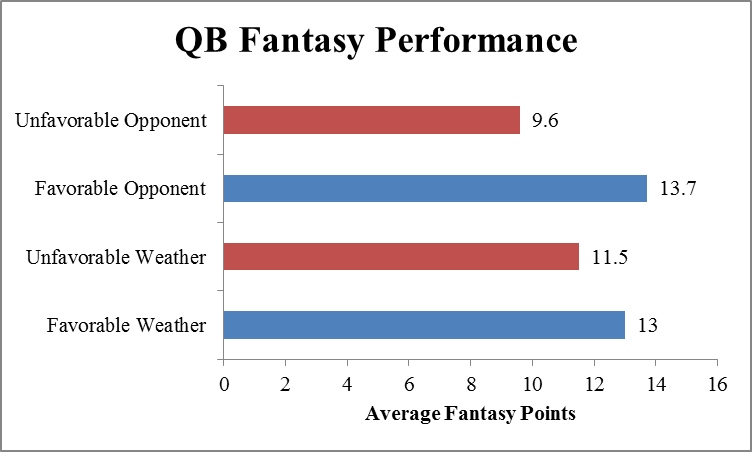 QB Fantasy Performance
Unfavorable Opponent 9.6
Favorable Opponent 13.7
Unfavorable Weather 11.5
Favorable Weather 13
0 2 4 6 8 10 12 14 16
Average Fantasy Points